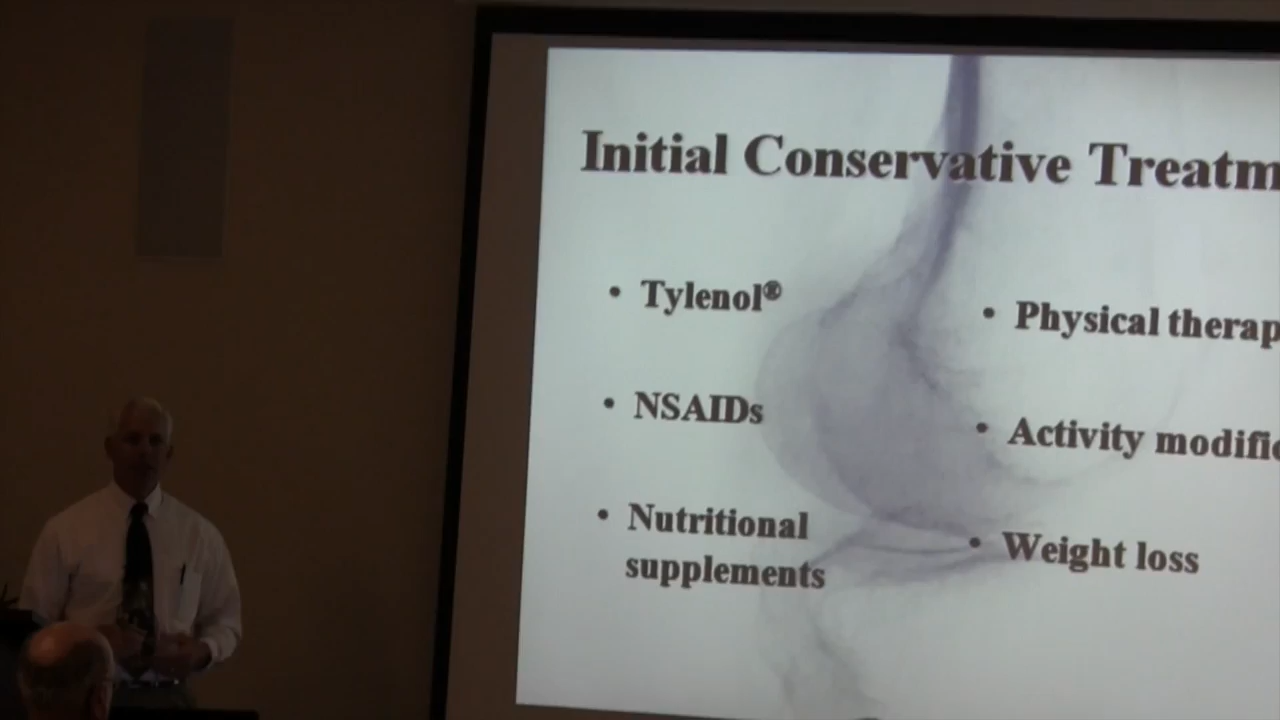 Initial Conservative Treatm
• Tylenol®
• NSAIDs
• Nutritional
supplements
• Physical therap
• Activity modific
• Weight loss